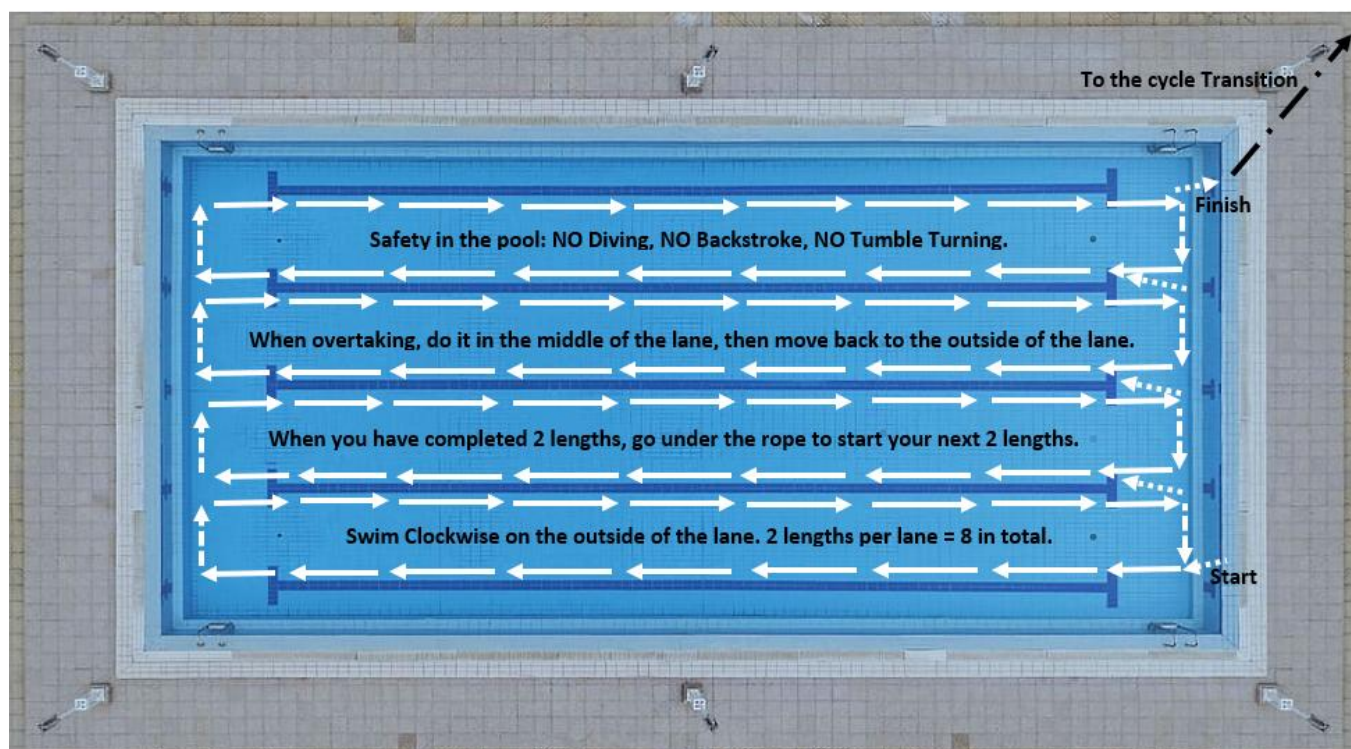 To the cycle Transition
Finish
Safety in the pool: NO Diving, NO Backstroke, NO Tumble Turning.
When overtaking, do it in the middle of the lane, then move back to the outside of the lane.
When you have completed 2 lengths, go under the rope to start your next 2 lengths.
Swim Clockwise on the outside of the lane. 2 lengths per lane = 8 in total.
Start